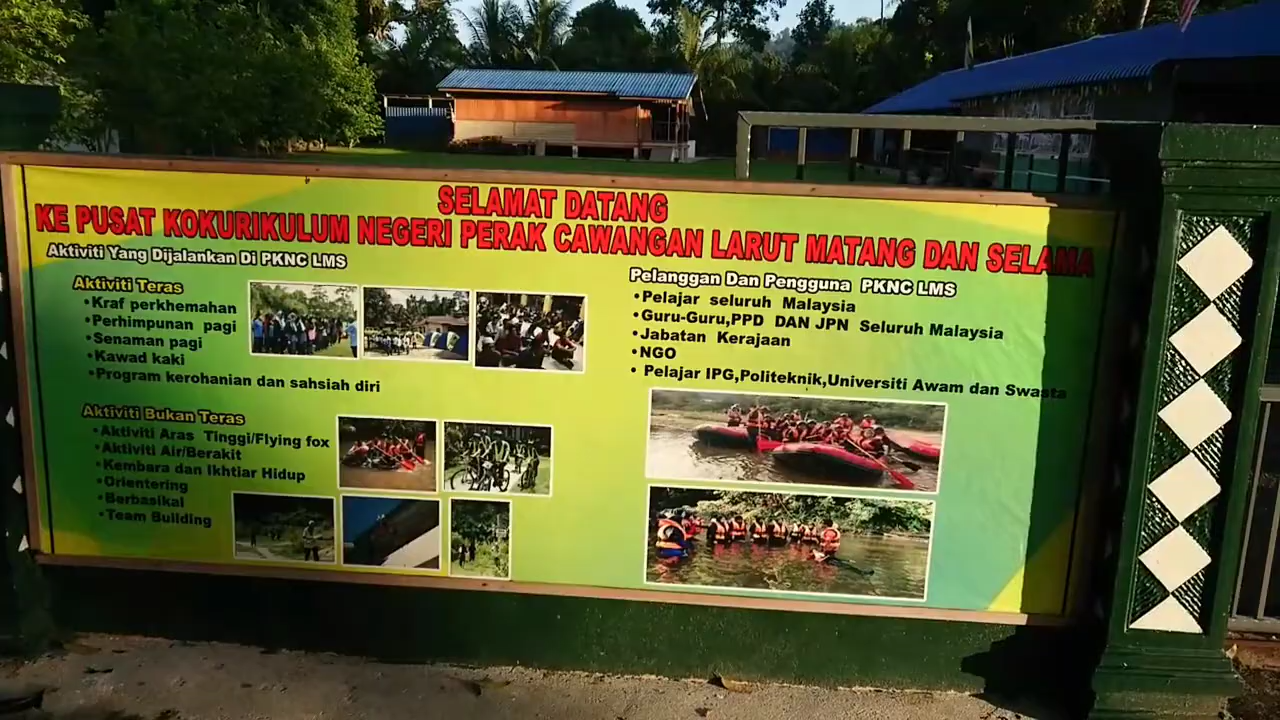 SELAMAT DATANG
KE PUSAT KOKURIKULUM NEGERI PERAK CAWANGAN LARUT MATANG DAN SELAMA
Aktiviti Yang Dijalankan Di PKNC LMS
Aktiviti Teras
•Kraf perkhemahan
•Perhimpunan pagi
•Senaman pagi
•Kawad kaki
•Program kerohanian dan sahsiah diri
Aktiviti Bukan Teras
•Aktiviti Aras Tinggi/Flying fox
•Aktiviti Air/Berakit
•Kembara dan Ikhtiar Hidup
•Orientering
•Berbasikal
•Team Building
Pelanggan Dan Pengguna PKNC LMS
•Pelajar seluruh Malaysia
•Guru-Guru,PPD DAN JPN Seluruh Malaysia
•Jabatan Kerajaan
•NGO
• Pelajar IPG,Politeknik,Universiti Awam dan Swasta